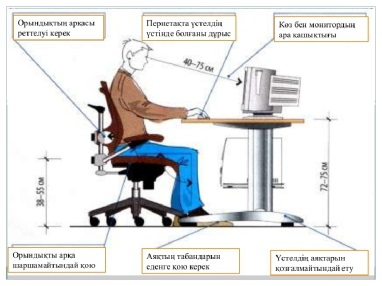 Орындықтың арқасы
реттелуі керек
Пернетақта үстелдің
үстінде болғаны дұрыс
Көз бен монитордың
ара қашықтығы
40–75 см
38–55 см
72–75 см
Орындықты арқа
шаршамайтындай қою
Аяқтың табандарын
еденге қою керек
Үстелдің аяқтарын
қозғалмайтындай ету